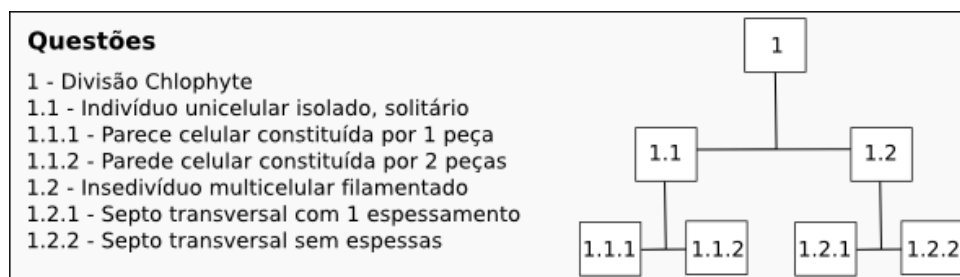 Questões
1 - Divisão Chlophyte
1.1 - Indivíduo unicelular isolado, solitário
1.1.1 - Parece celular constituída por 1 peça
1.1.2 - Parede celular constituída por 2 peças
1.2 - Insedivíduo multicelular filamentado
1.2.1 - Septo transversal com 1 espessamento
1.2.2 - Septo transversal sem espessas
1
1.1
1.2
1.1.1
1.1.2
1.2.1
1.2.2